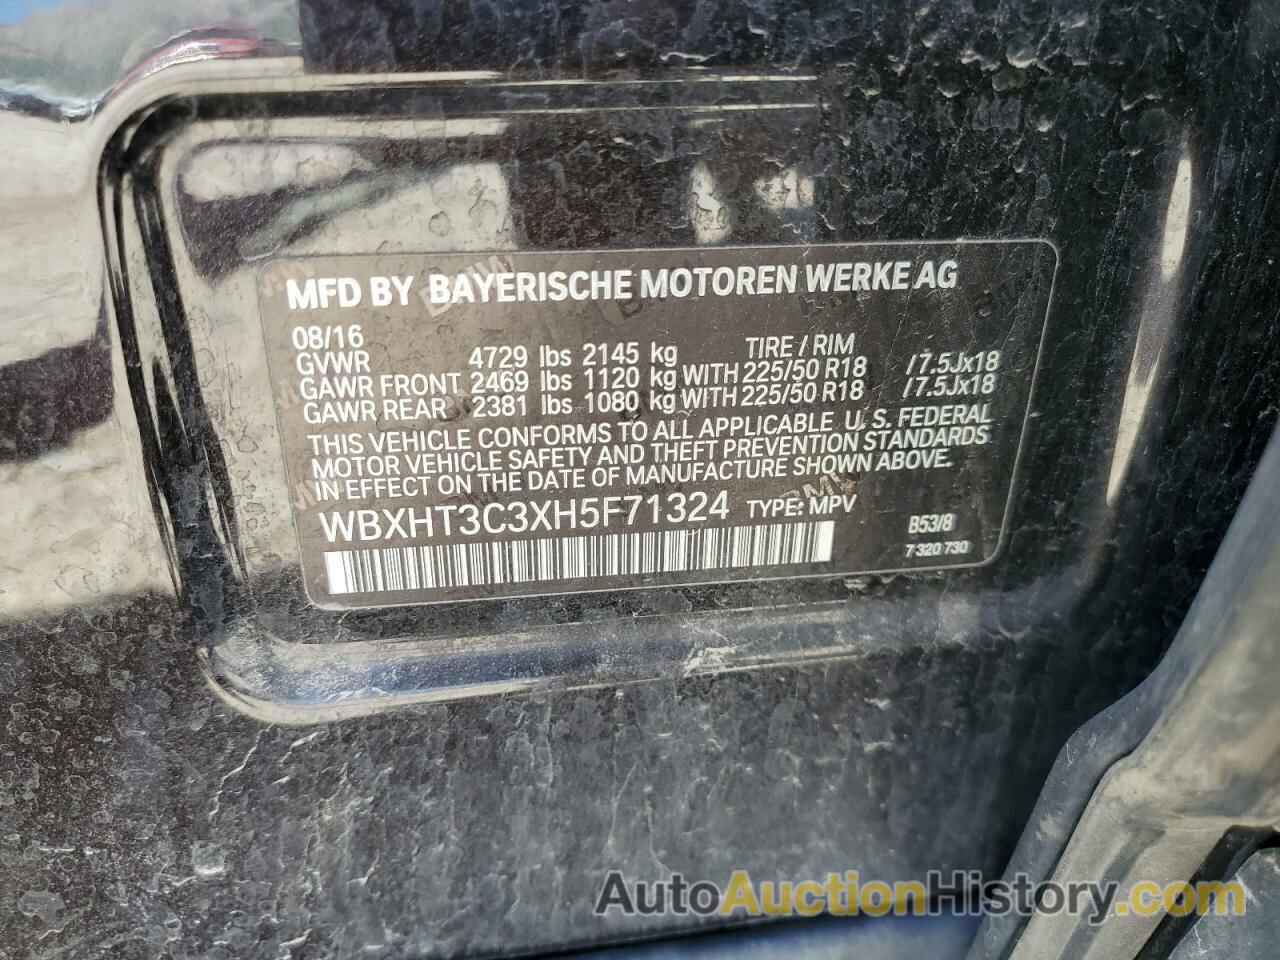 MFD BY BAYERISCHE MOTOREN WERKE AG
08/16 TIRE / RIM
GVWR 4729 lbs 2145 kg
GAWR FRONT 2469 lbs 1120 kg WITH 225/50 R18 /7.5Jx18
GAWR REAR 2381 lbs 1080 kg WITH 225/50 R18 /7.5Jx18
THIS VEHICLE CONFORMS TO ALL APPLICABLE U. S. FEDERAL
MOTOR VEHICLE SAFETY AND THEFT PREVENTION STANDARDS
IN EFFECT ON THE DATE OF MANUFACTURE SHOWN ABOVE.
WBXHT3C3XH5F71324 TYPE: MPV B53/8
7 320 730
AutoAuctionHistory.com